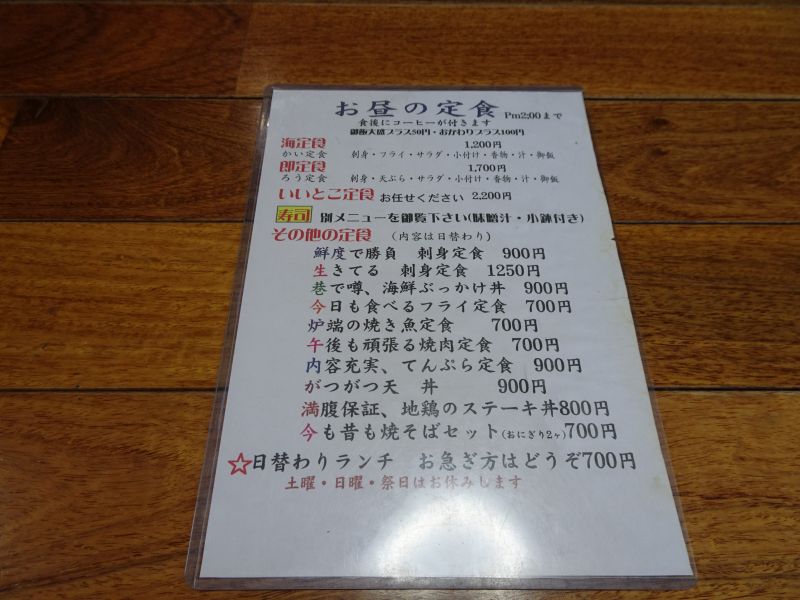 お昼の定食 Pm2;00まで
食後にコーヒーが付きます
御飯大盛プラス50円・おかわりプラス100円
海定食 1,200円
かい定食 刺身・フライ・サラダ・小付け・香物・汁・御飯
郎定食 1,700円
ろう定食 刺身・天ぷら・サラダ・小付け・香物・汁・御飯
いいとこ定食 お任せください 2,200円
寿司 別メニューを御覧下さい(味噌汁・小鉢付き)
その他の定食 (内容は日替わり)
鮮度で勝負 刺身定食 900円
生きてる 刺身定食 1250円
巷で噂、海鮮ぶっかけ丼 900円
今日も食べるフライ定食 700円
炉端の焼き魚定食 700円
午後も頑張る焼肉定食 700円
内容充実、てんぷら定食 900円
がつがつ天 丼 900円
満腹保証、地鶏のステーキ丼800円
今も昔も焼そばセット(おにぎり2ヶ)700円
☆日替わりランチ お急ぎ方はどうぞ700円
土曜・日曜・祭日はお休みします